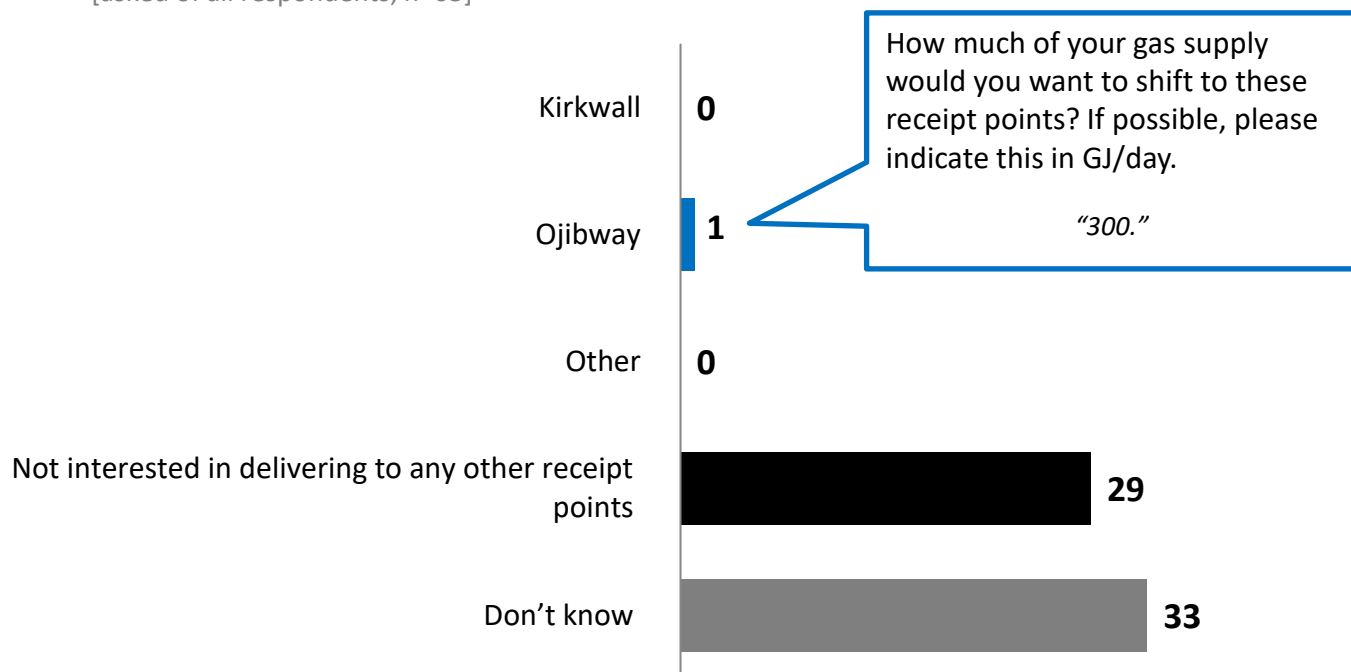 How much of your gas supply
would you want to shift to these
receipt points? If possible, please
indicate this in GJ/day.
“300.”
Kirkwall 0
Ojibway 1
Other 0
Not interested in delivering to any other receipt
points 29
Don’t know 33